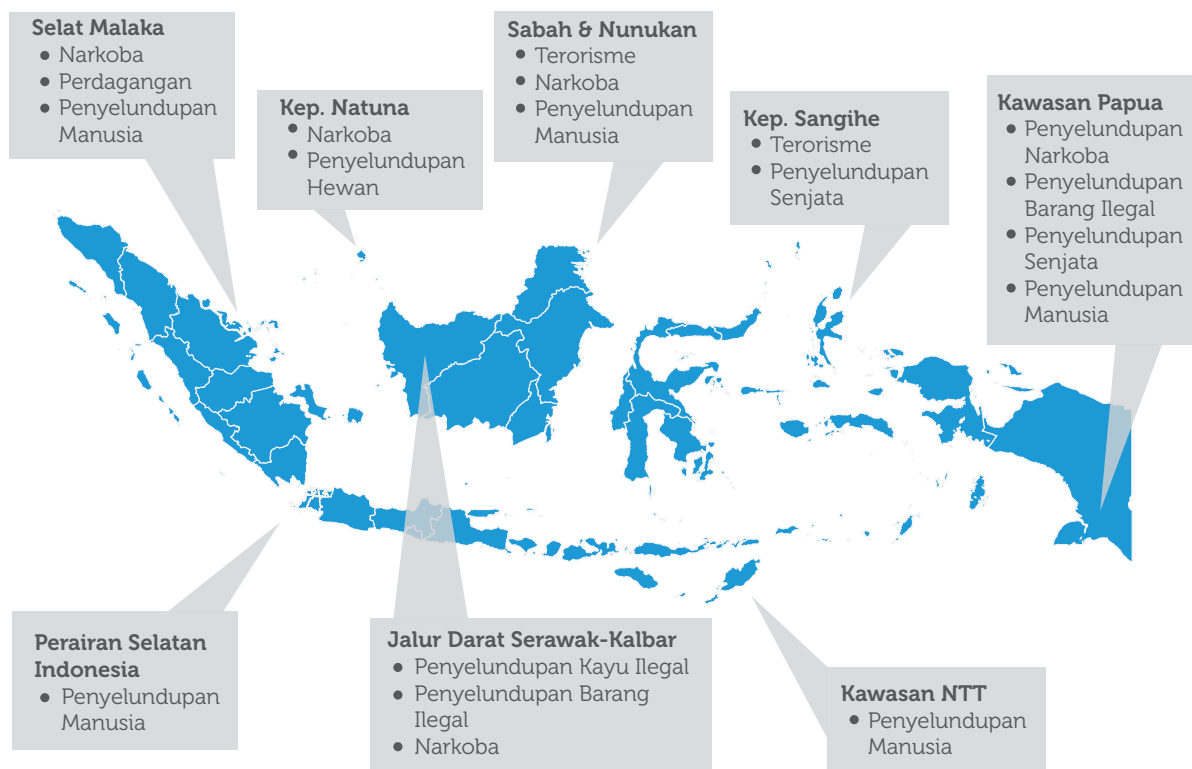 Selat Malaka
• Narkoba
• Perdagangan
• Penyelundupan
Manusia
Kep. Natuna
• Narkoba
• Penyelundupan
Hewan
Sabah & Nunukan
• Terorisme
• Narkoba
• Penyelundupan
Manusia
Kep. Sangihe
• Terorisme
• Penyelundupan
Senjata
Kawasan Papua
• Penyelundupan
Narkoba
• Penyelundupan
Barang Ilegal
• Penyelundupan
Senjata
• Penyelundupan
Manusia
Perairan Selatan
Indonesia
• Penyelundupan
Manusia
Jalur Darat Serawak-Kalbar
• Penyelundupan Kayu Ilegal
• Penyelundupan Barang
Ilegal
• Narkoba
Kawasan NTT
• Penyelundupan
Manusia